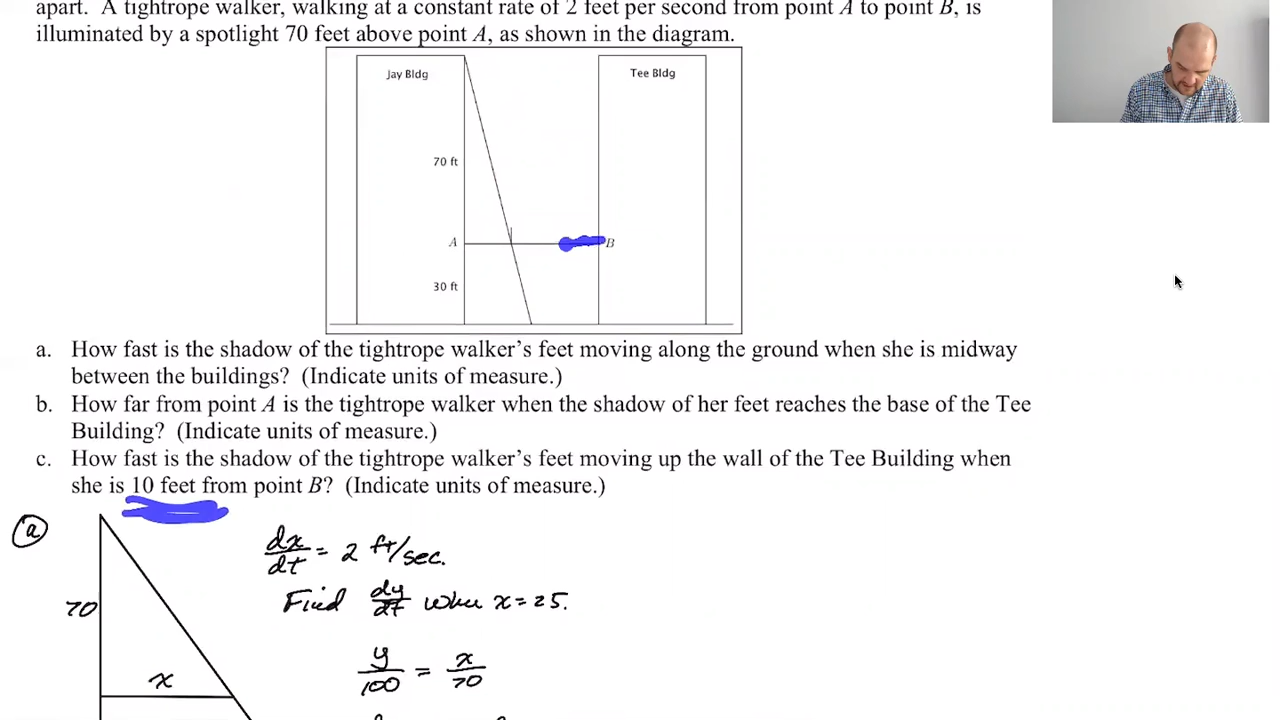 apart. A tightrope walker, walking at a constant rate of 2 feet per second from point A to point B, is
illuminated by a spotlight 70 feet above point A, as shown in the diagram.
Jay Bldg
Tee Bldg
70 ft
A
B
30 ft
a. How fast is the shadow of the tightrope walker's feet moving along the ground when she is midway
between the buildings? (Indicate units of measure.)
b. How far from point A is the tightrope walker when the shadow of her feet reaches the base of the Tee
Building? (Indicate units of measure.)
c. How fast is the shadow of the tightrope walker's feet moving up the wall of the Tee Building when
she is 10 feet from point B? (Indicate units of measure.)
a
dx/dt = 2 ft/sec.
Find dy/dt when x=25.
70
y/100 = x/70
x